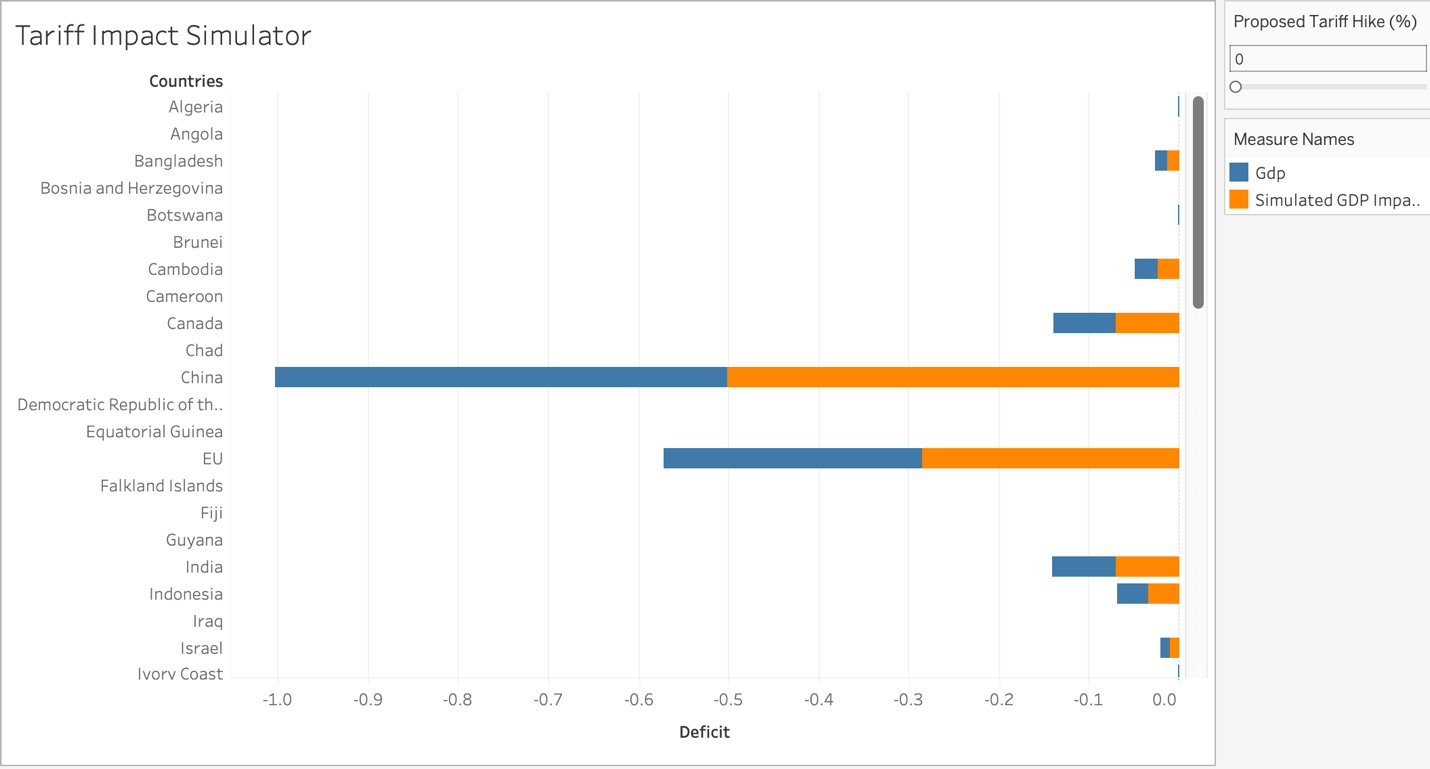 Tariff Impact Simulator
Countries
Algeria
Angola
Bangladesh
Bosnia and Herzegovina
Botswana
Brunei
Cambodia
Cameroon
Canada
Chad
China
Democratic Republic of th..
Equatorial Guinea
EU
Falkland Islands
Fiji
Guyana
India
Indonesia
Iraq
Israel
Ivory Coast
-1.0 -0.9 -0.8 -0.7 -0.6 -0.5 -0.4 -0.3 -0.2 -0.1 0.0
Deficit
Proposed Tariff Hike (%)
0
Measure Names
Gdp
Simulated GDP Impa..